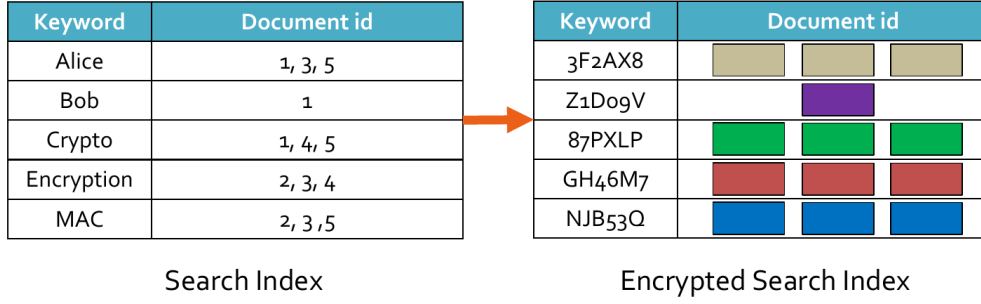 Keyword Document id
Alice 1, 3, 5
Bob 1
Crypto 1, 4, 5
Encryption 2, 3, 4
MAC 2, 3 ,5
Search Index
Keyword Document id
3F2AX8
Z1D09V
87PXLP
GH46M7
NJB53Q
Encrypted Search Index